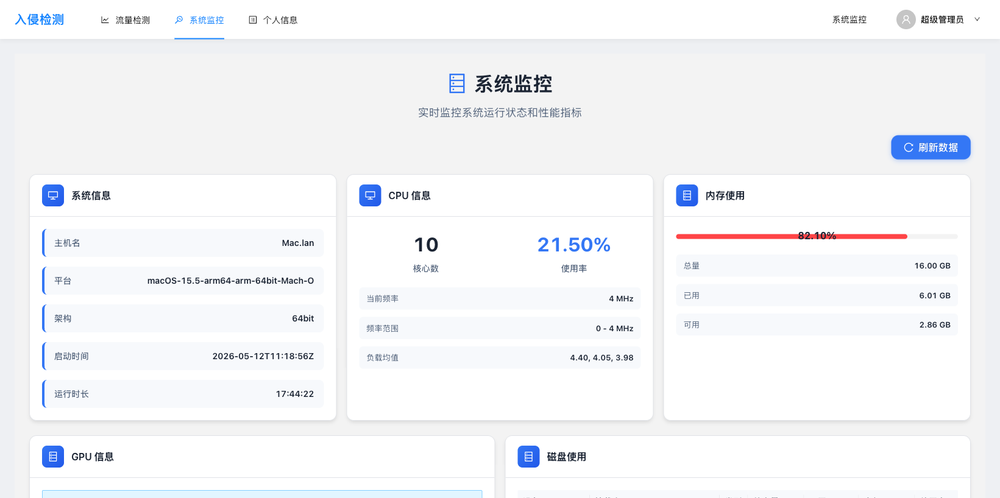 入侵检测
流量检测
系统监控
个人信息
系统监控
超级管理员
系统监控
实时监控系统运行状态和性能指标
刷新数据
系统信息
主机名 Mac.lan
平台 macOS-15.5-arm64-arm-64bit-Mach-O
架构 64bit
启动时间 2026-05-12T11:18:56Z
运行时长 17:44:22
CPU 信息
10 21.50%
核心数 使用率
当前频率 4 MHz
频率范围 0 - 4 MHz
负载均值 4.40, 4.05, 3.98
内存使用
82.10%
总量 16.00 GB
已用 6.01 GB
可用 2.86 GB
GPU 信息
磁盘使用